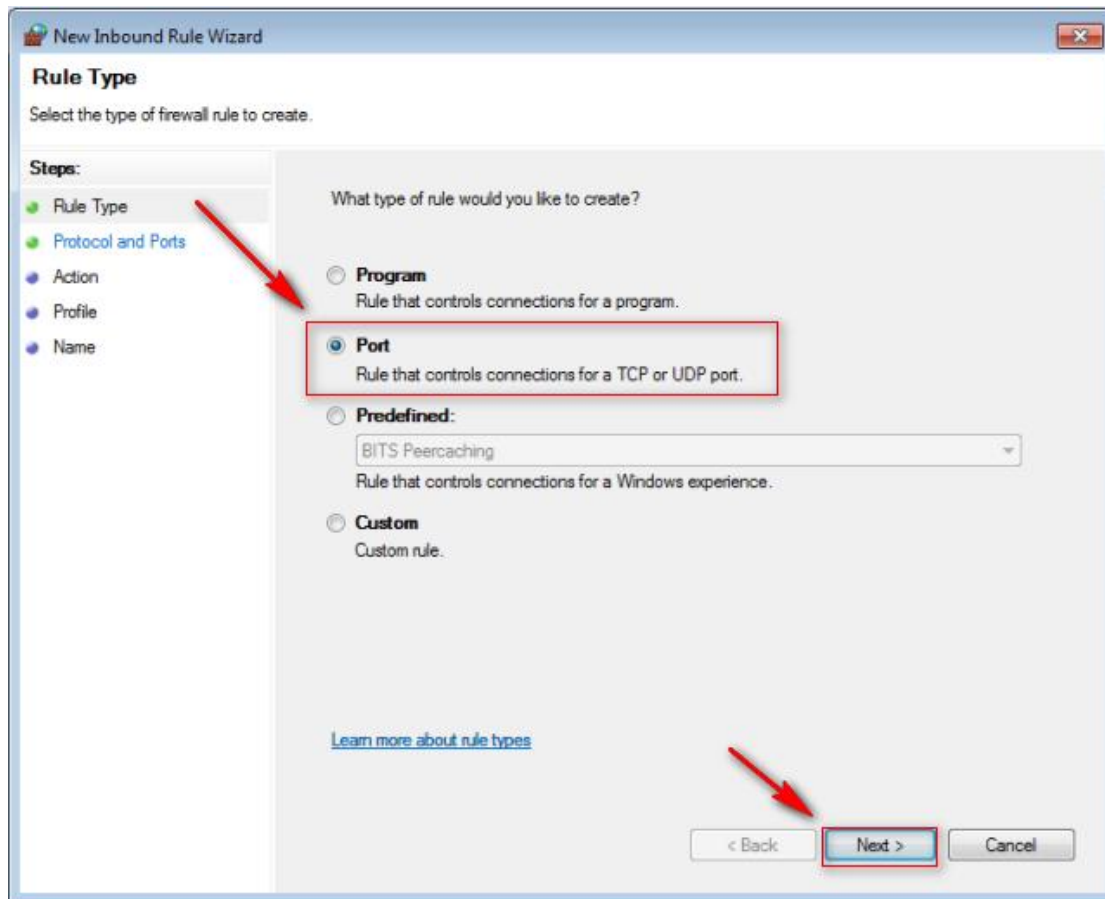 New Inbound Rule Wizard
Rule Type
Select the type of firewall rule to create.
Steps:
Rule Type
Protocol and Ports
Action
Profile
Name
What type of rule would you like to create?
Program
Rule that controls connections for a program.
Port
Rule that controls connections for a TCP or UDP port.
Predefined:
BITS Peercaching
Rule that controls connections for a Windows experience.
Custom
Custom rule.
Learn more about rule types
< Back Next > Cancel